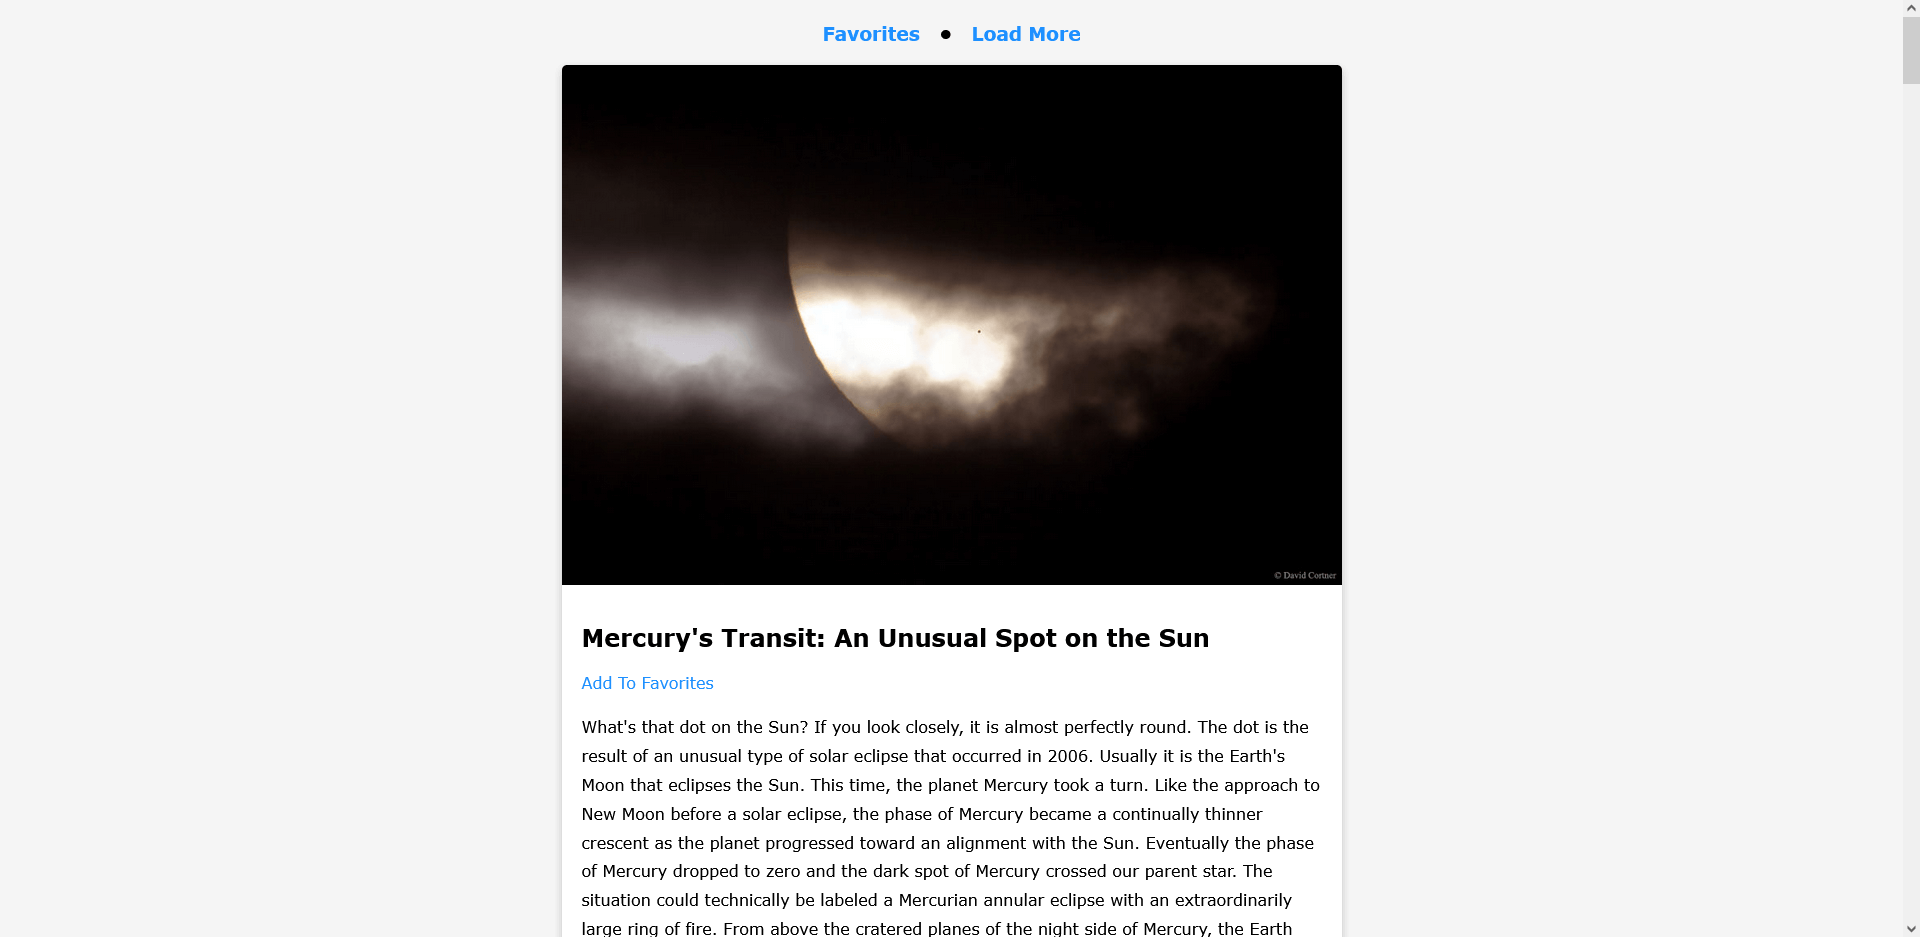 Favorites • Load More
© David Cortner
Mercury's Transit: An Unusual Spot on the Sun
Add To Favorites
What's that dot on the Sun? If you look closely, it is almost perfectly round. The dot is the
result of an unusual type of solar eclipse that occurred in 2006. Usually it is the Earth's
Moon that eclipses the Sun. This time, the planet Mercury took a turn. Like the approach to
New Moon before a solar eclipse, the phase of Mercury became a continually thinner
crescent as the planet progressed toward an alignment with the Sun. Eventually the phase
of Mercury dropped to zero and the dark spot of Mercury crossed our parent star. The
situation could technically be labeled a Mercurian annular eclipse with an extraordinarily
large ring of fire. From above the cratered planes of the night side of Mercury, the Earth